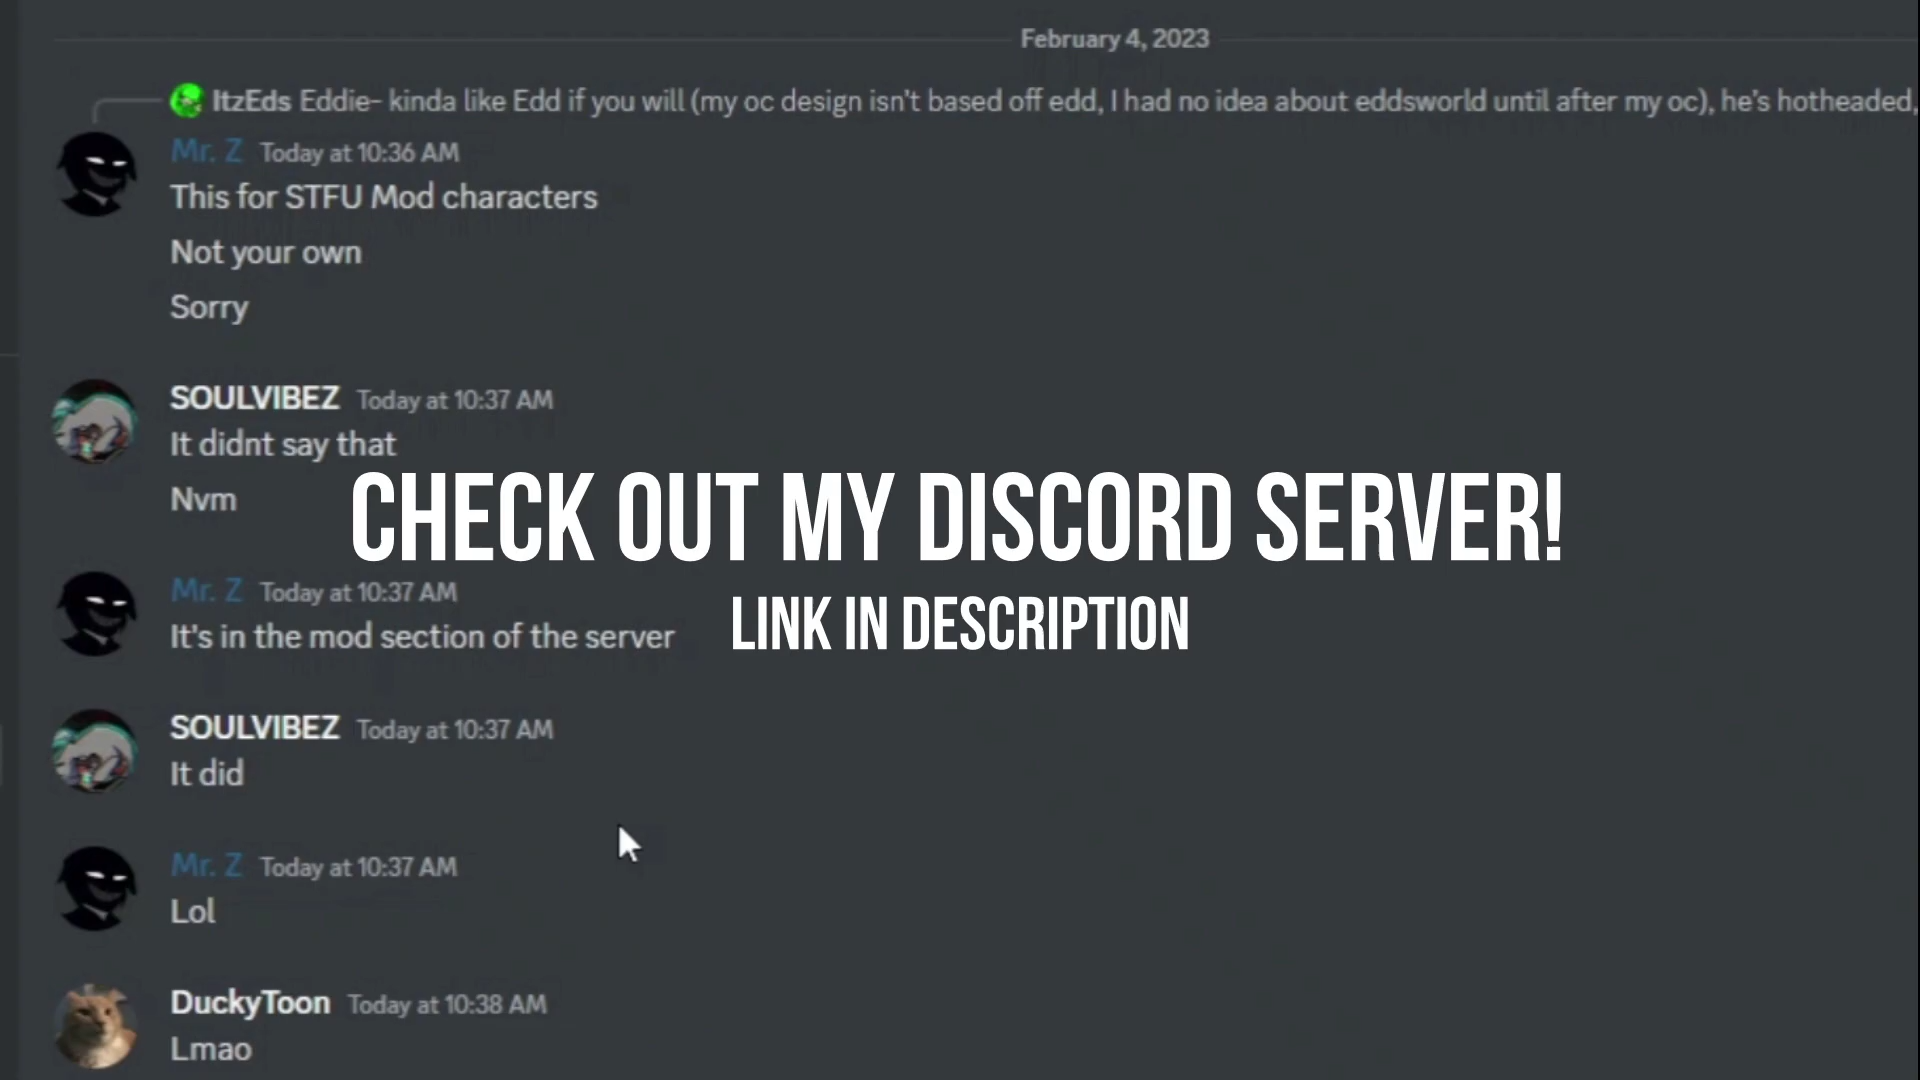 February 4, 2023
ItzEds Eddie- kinda like Edd if you will (my oc design isn't based off edd, I had no idea about eddsworld until after my oc), he's hotheaded,
Mr. Z Today at 10:36 AM
This for STFU Mod characters
Not your own
Sorry
SOULVIBEZ Today at 10:37 AM
It didnt say that
Nvm
CHECK OUT MY DISCORD SERVER!
Mr. Z Today at 10:37 AM
It's in the mod section of the server
LINK IN DESCRIPTION
SOULVIBEZ Today at 10:37 AM
It did
Mr. Z Today at 10:37 AM
Lol
DuckyToon Today at 10:38 AM
Lmao